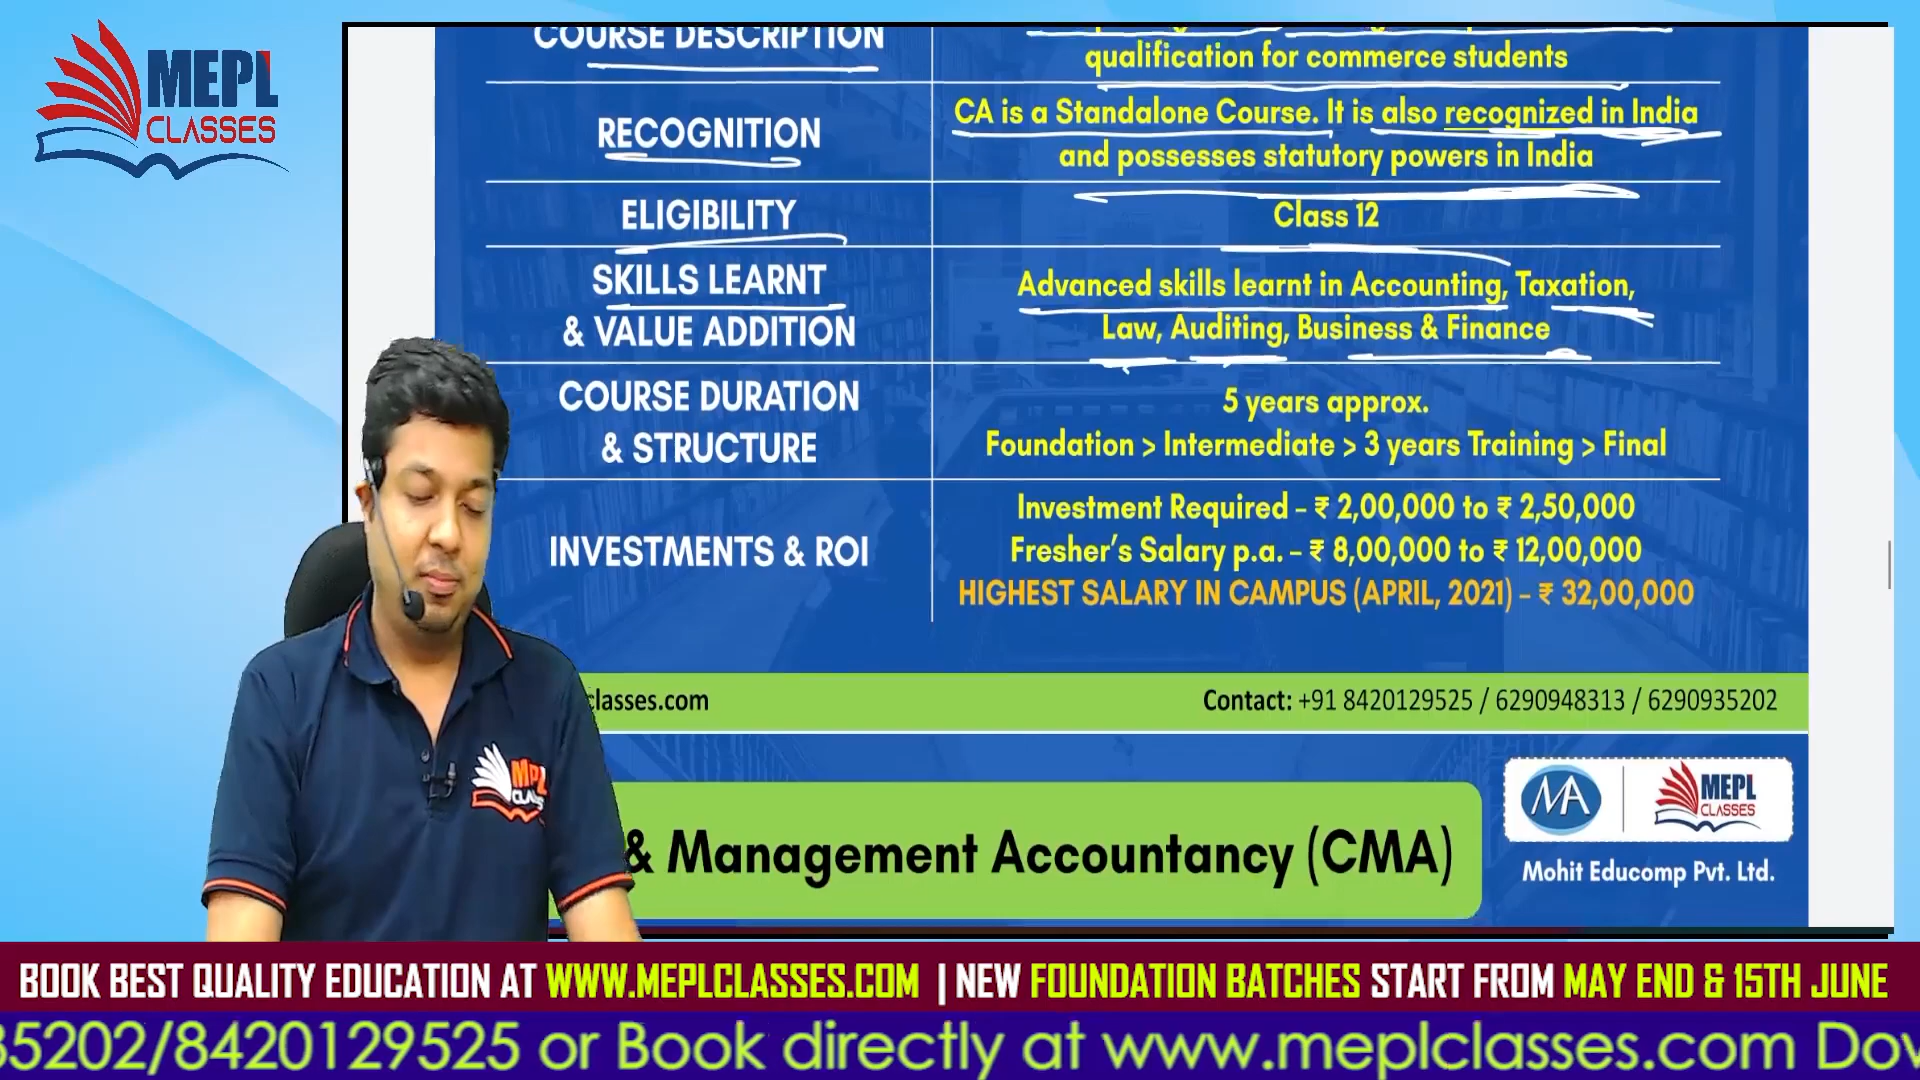 MEPL
CLASSES
COURSE DESCRIPTION
qualification for commerce students
RECOGNITION
CA is a Standalone Course. It is also recognized in India
and possesses statutory powers in India
ELIGIBILITY
Class 12
SKILLS LEARNT
& VALUE ADDITION
Advanced skills learnt in Accounting, Taxation,
Law, Auditing, Business & Finance
COURSE DURATION
& STRUCTURE
5 years approx.
Foundation > Intermediate > 3 years Training > Final
INVESTMENTS & ROI
Investment Required - ₹ 2,00,000 to ₹ 2,50,000
Fresher's Salary p.a. - ₹ 8,00,000 to ₹ 12,00,000
HIGHEST SALARY IN CAMPUS (APRIL, 2021) - ₹ 32,00,000
classes.com
Contact: +91 8420129525 / 6290948313 / 6290935202
& Management Accountancy (CMA)
MA
MEPL
CLASSES
Mohit Educomp Pvt. Ltd.
BOOK BEST QUALITY EDUCATION AT WWW.MEPLCLASSES.COM | NEW FOUNDATION BATCHES START FROM MAY END & 15TH JUNE
35202/8420129525 or Book directly at www.meplclasses.com Dov